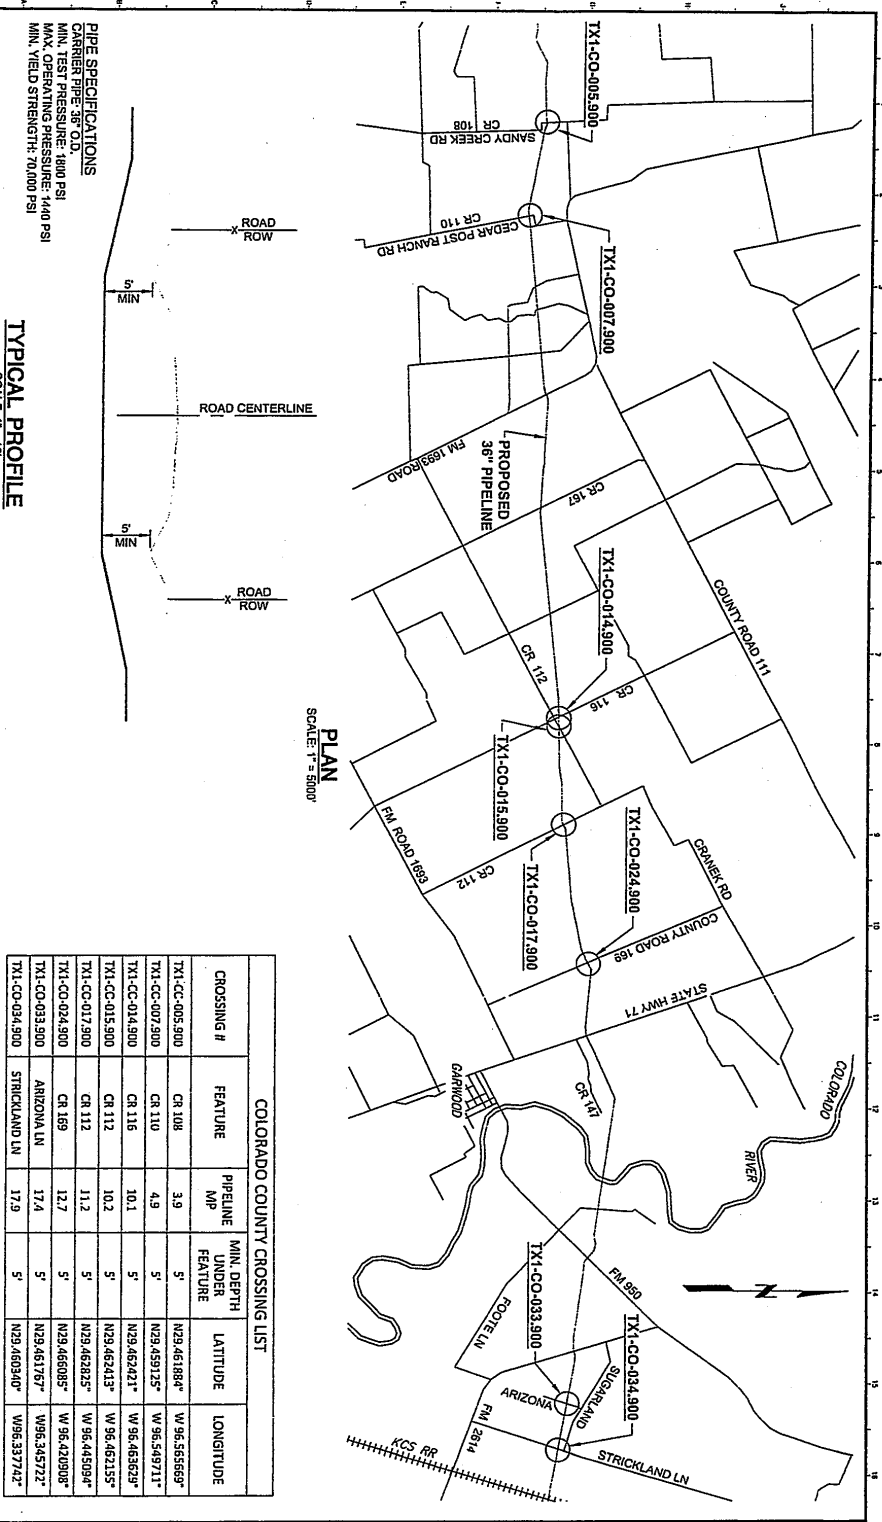 TX1-CO-005.900
CR 108
SANDY CREEK RD
CR 110
CEDAR POST RANCH RD
TX1-CO-007.900
PROPOSED
36" PIPELINE
FM 1693 ROAD
CR 167
TX1-CO-014.900
COUNTY ROAD 111
CR 112
CR 116
TX1-CO-015.900
FM ROAD 1693
CR 112
TX1-CO-017.900
TX1-CO-024.900
CRANEK RD
COUNTY ROAD 169
STATE HWY 71
GARWOOD
CR 147
COLORADO
RIVER
N
FM 950
FOOTE LN
TX1-CO-033.900
TX1-CO-034.900
ARIZONA
SUGARLAND
FM 2614
STRICKLAND LN
KCS RR
PLAN
SCALE: 1" = 5000'
PIPE SPECIFICATIONS
CARRIER PIPE: 36" O.D.
MIN. TEST PRESSURE: 1800 PSI
MAX. OPERATING PRESSURE: 1440 PSI
MIN. YIELD STRENGTH: 70,000 PSI
ROAD
ROW
5'
MIN
ROAD CENTERLINE
5'
MIN
ROAD
ROW
TYPICAL PROFILE
COLORADO COUNTY CROSSING LIST
CROSSING # FEATURE PIPELINE MP MIN. DEPTH UNDER FEATURE LATITUDE LONGITUDE
TX1-CC-005.900 CR 108 3.9 5' N29.461884° W 96.565669°
TX1-CC-007.900 CR 110 4.9 5' N29.459125° W 96.549711°
TX1-CC-014.900 CR 116 10.1 5' N29.462421° W 96.463629°
TX1-CC-015.900 CR 112 10.2 5' N29.462413° W 96.462155°
TX1-CC-017.900 CR 112 11.2 5' N29.462825° W 96.445094°
TX1-CO-024.900 CR 169 12.7 5' N29.466085° W 96.420908°
TX1-CO-033.900 ARIZONA LN 17.4 5' N29.461767° W96.345722°
TX1-CO-034.900 STRICKLAND LN 17.9 5' N29.460340° W96.337742°